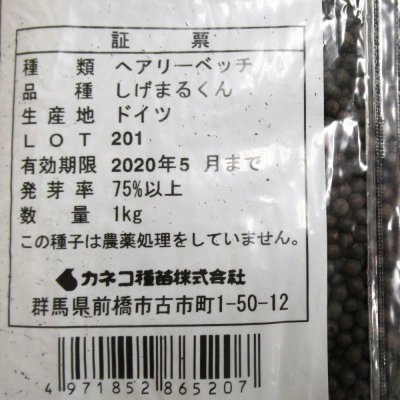 証 票
種 類 ヘアリーベッチ
品 種 しげまるくん
生産地 ドイツ
LOT 201
有効期限 2020年5 月まで
発芽率 75%以上
数 量 1kg
この種子は農薬処理をしていません。
カネコ種苗株式会社
群馬県前橋市古市町1-50-12
4 971852 865207